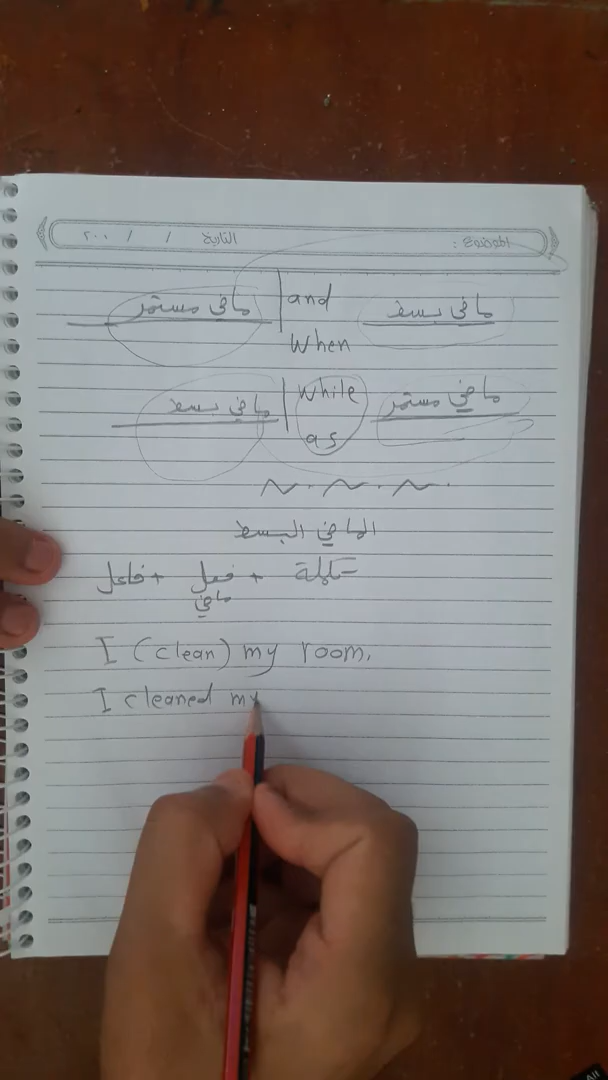 الموضوع : التاريخ / / ٢٠٠
ماضي مستمر and ماضي بسيط
When
ماضي بسيط while ماضي مستمر
as
الماضي البسيط
فاعل + فعل + تكملة
ماضي
I (clean) my room.
I cleaned my